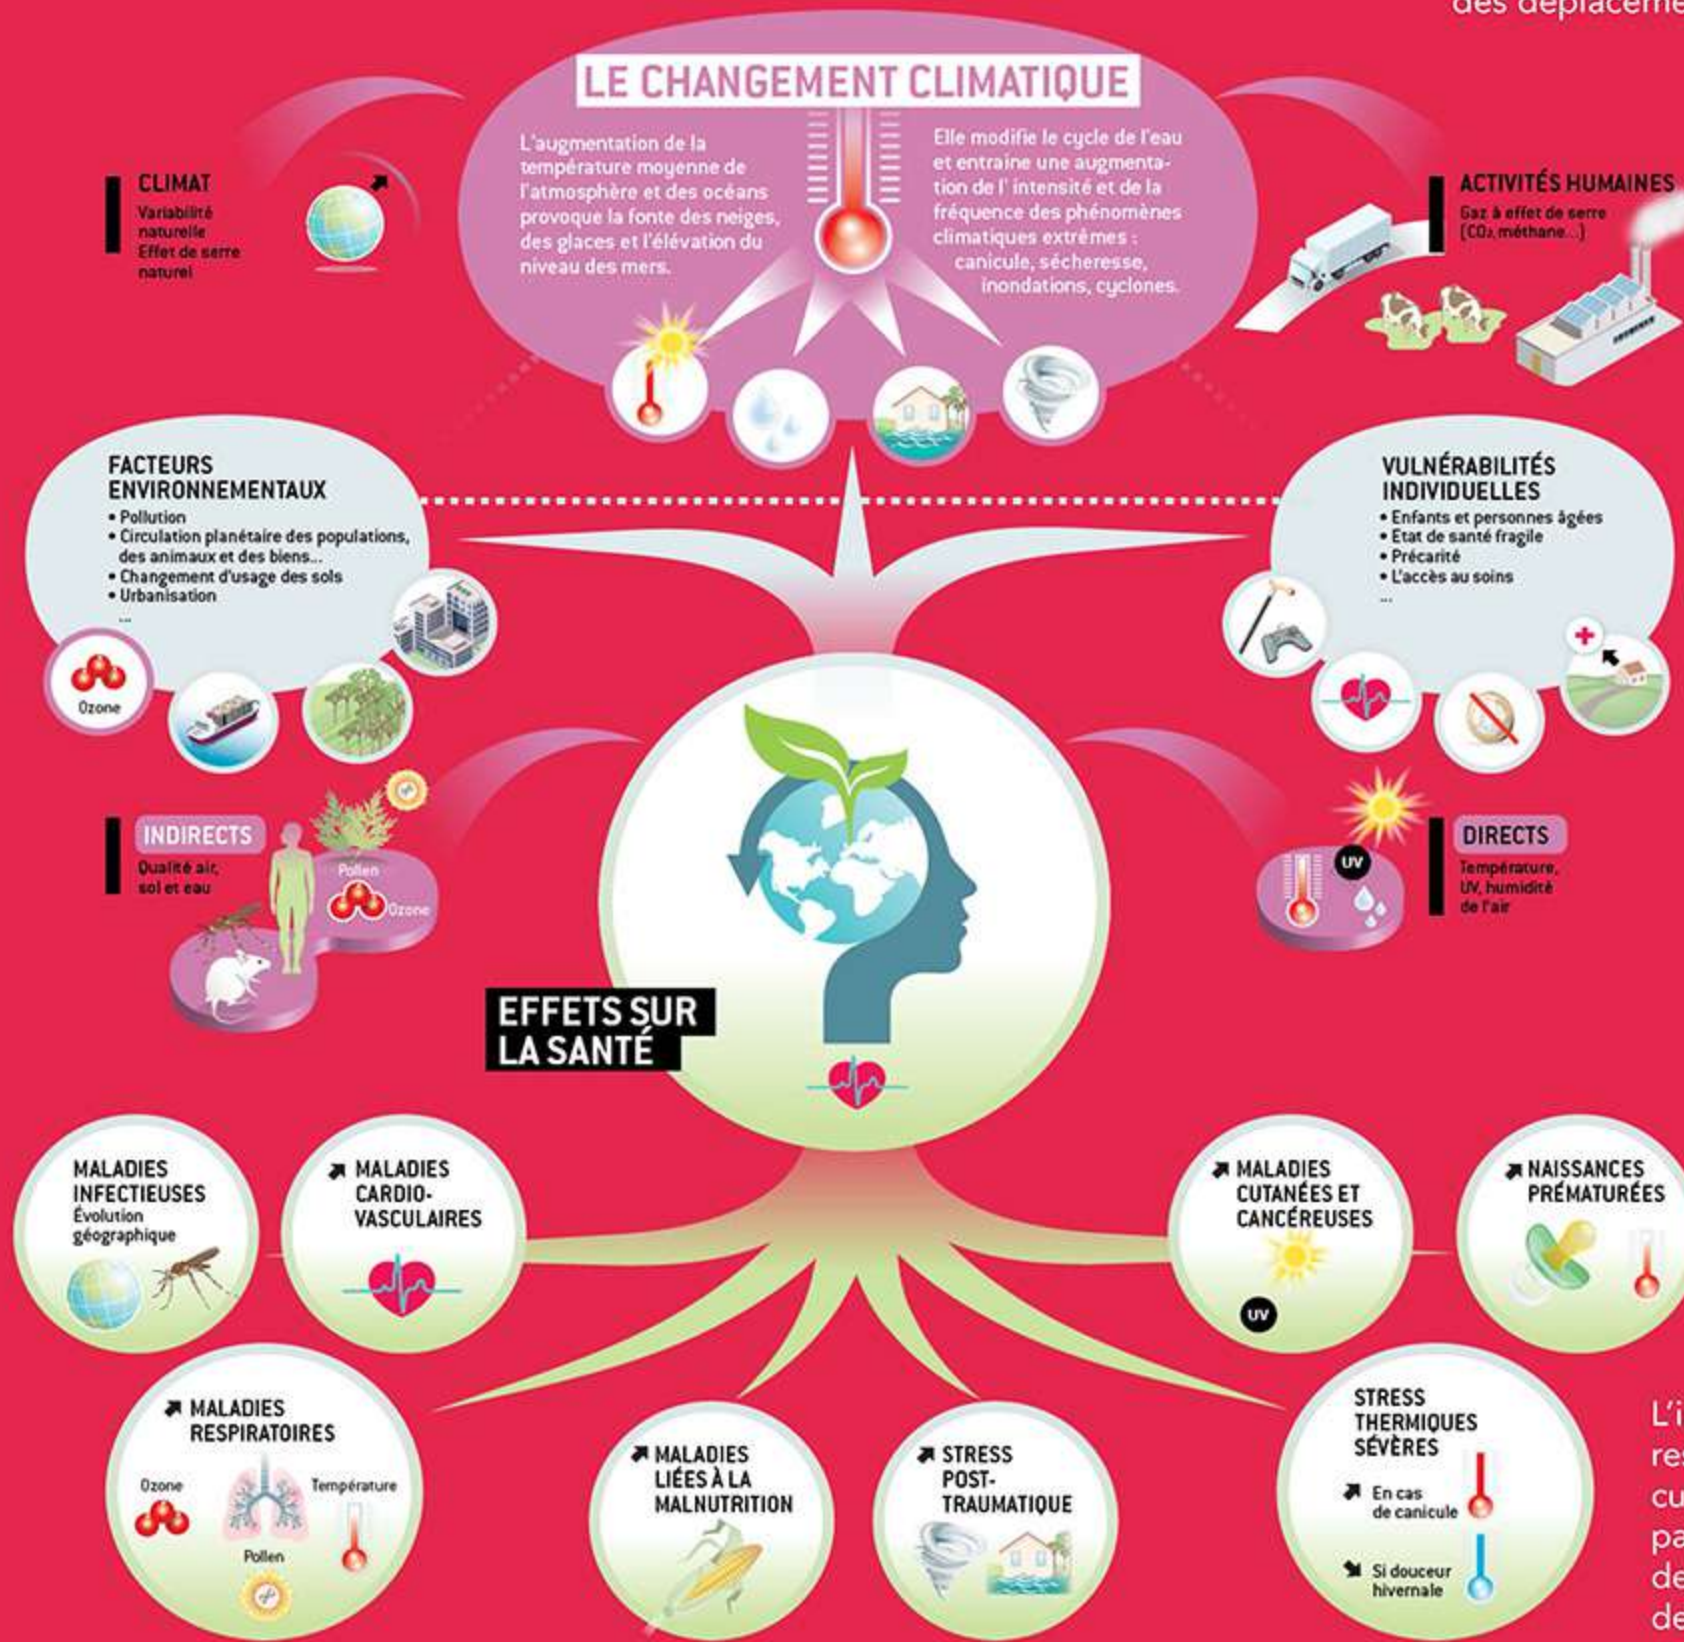 des déplaceme
LE CHANGEMENT CLIMATIQUE
L'augmentation de la
température moyenne de
l'atmosphère et des océans
provoque la fonte des neiges,
des glaces et l'élévation du
niveau des mers.
Elle modifie le cycle de l'eau
et entraine une augmenta-
tion de l' intensité et de la
fréquence des phénomènes
climatiques extrêmes :
canicule, sécheresse,
inondations, cyclones.
CLIMAT
Variabilité
naturelle
Effet de serre
naturel
ACTIVITÉS HUMAINES
Gaz à effet de serre
(CO₂, méthane...)
FACTEURS
ENVIRONNEMENTAUX
• Pollution
• Circulation planétaire des populations,
des animaux et des biens...
• Changement d'usage des sols
• Urbanisation
...
Ozone
VULNÉRABILITÉS
INDIVIDUELLES
• Enfants et personnes âgées
• Etat de santé fragile
• Précarité
• L'accès au soins
...
INDIRECTS
Qualité air,
sol et eau
Pollen
Ozone
UV
DIRECTS
Température,
UV, humidité
de l'air
EFFETS SUR
LA SANTÉ
MALADIES
INFECTIEUSES
Évolution
géographique
MALADIES
CARDIO-
VASCULAIRES
MALADIES
CUTANÉES ET
CANCÉREUSES
UV
NAISSANCES
PRÉMATURÉES
MALADIES
RESPIRATOIRES
Ozone
Température
Pollen
MALADIES
LIÉES À LA
MALNUTRITION
STRESS
POST-
TRAUMATIQUE
STRESS
THERMIQUES
SÉVÈRES
En cas
de canicule
Si douceur
hivernale
L'i
res
cu
pa
de
de